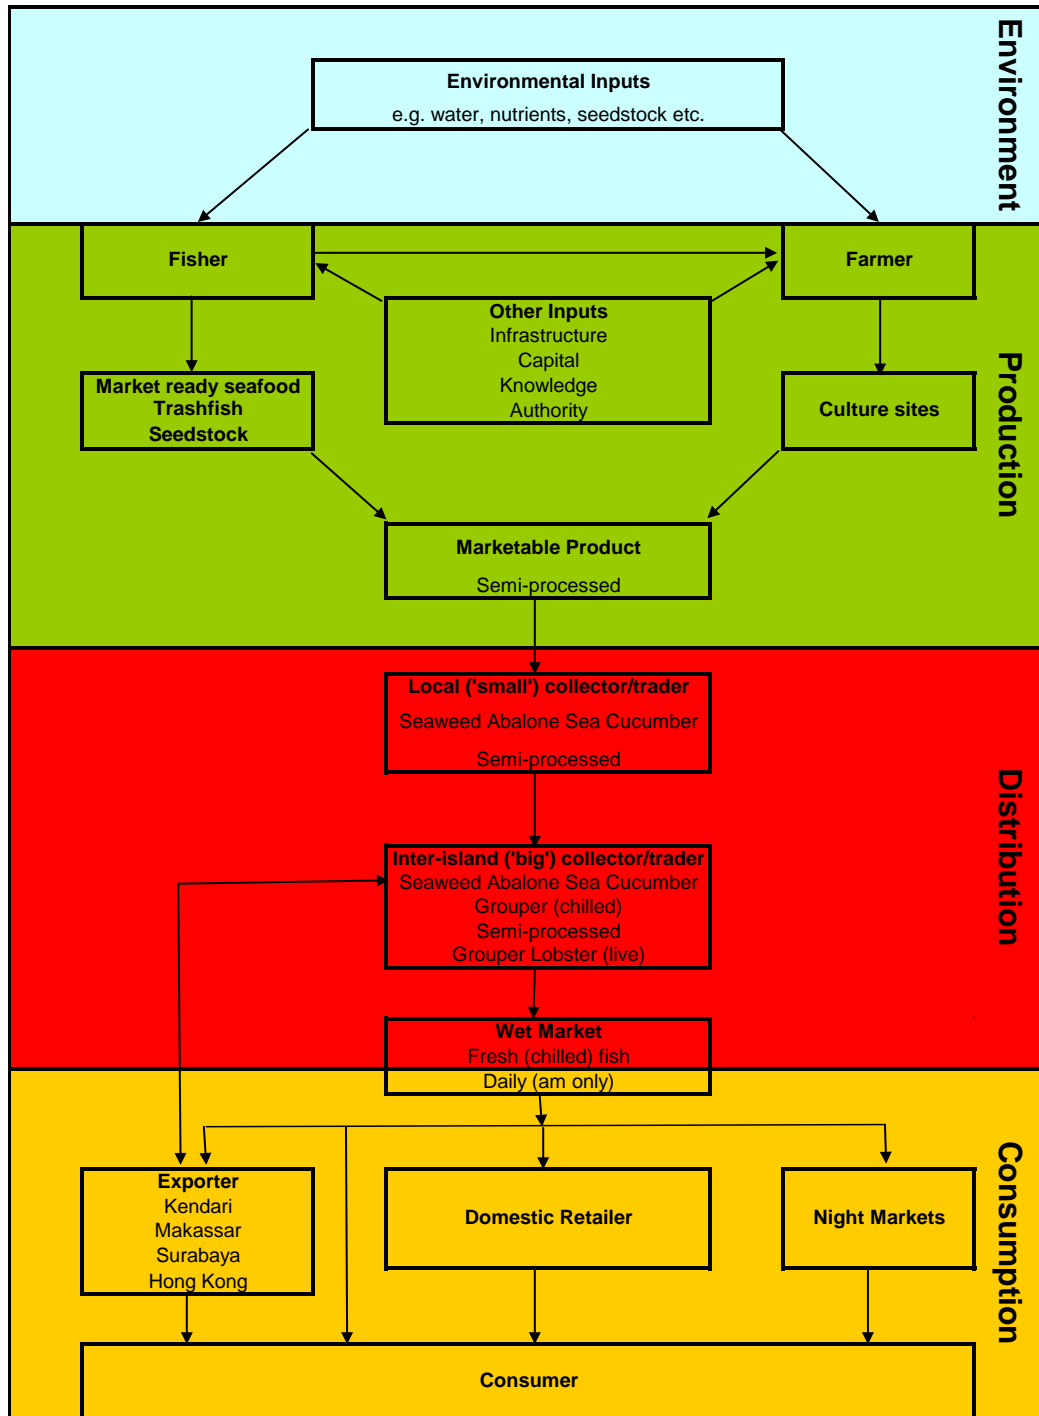 Environment
Environmental Inputs
e.g. water, nutrients, seedstock etc.
Production
Fisher
Farmer
Other Inputs
Infrastructure
Capital
Knowledge
Authority
Market ready seafood
Trashfish
Seedstock
Culture sites
Marketable Product
Semi-processed
Distribution
Local ('small') collector/trader
Seaweed Abalone Sea Cucumber
Semi-processed
Inter-island ('big') collector/trader
Seaweed Abalone Sea Cucumber
Grouper (chilled)
Semi-processed
Grouper Lobster (live)
Wet Market
Fresh (chilled) fish
Daily (am only)
Consumption
Exporter
Kendari
Makassar
Surabaya
Hong Kong
Domestic Retailer
Night Markets
Consumer